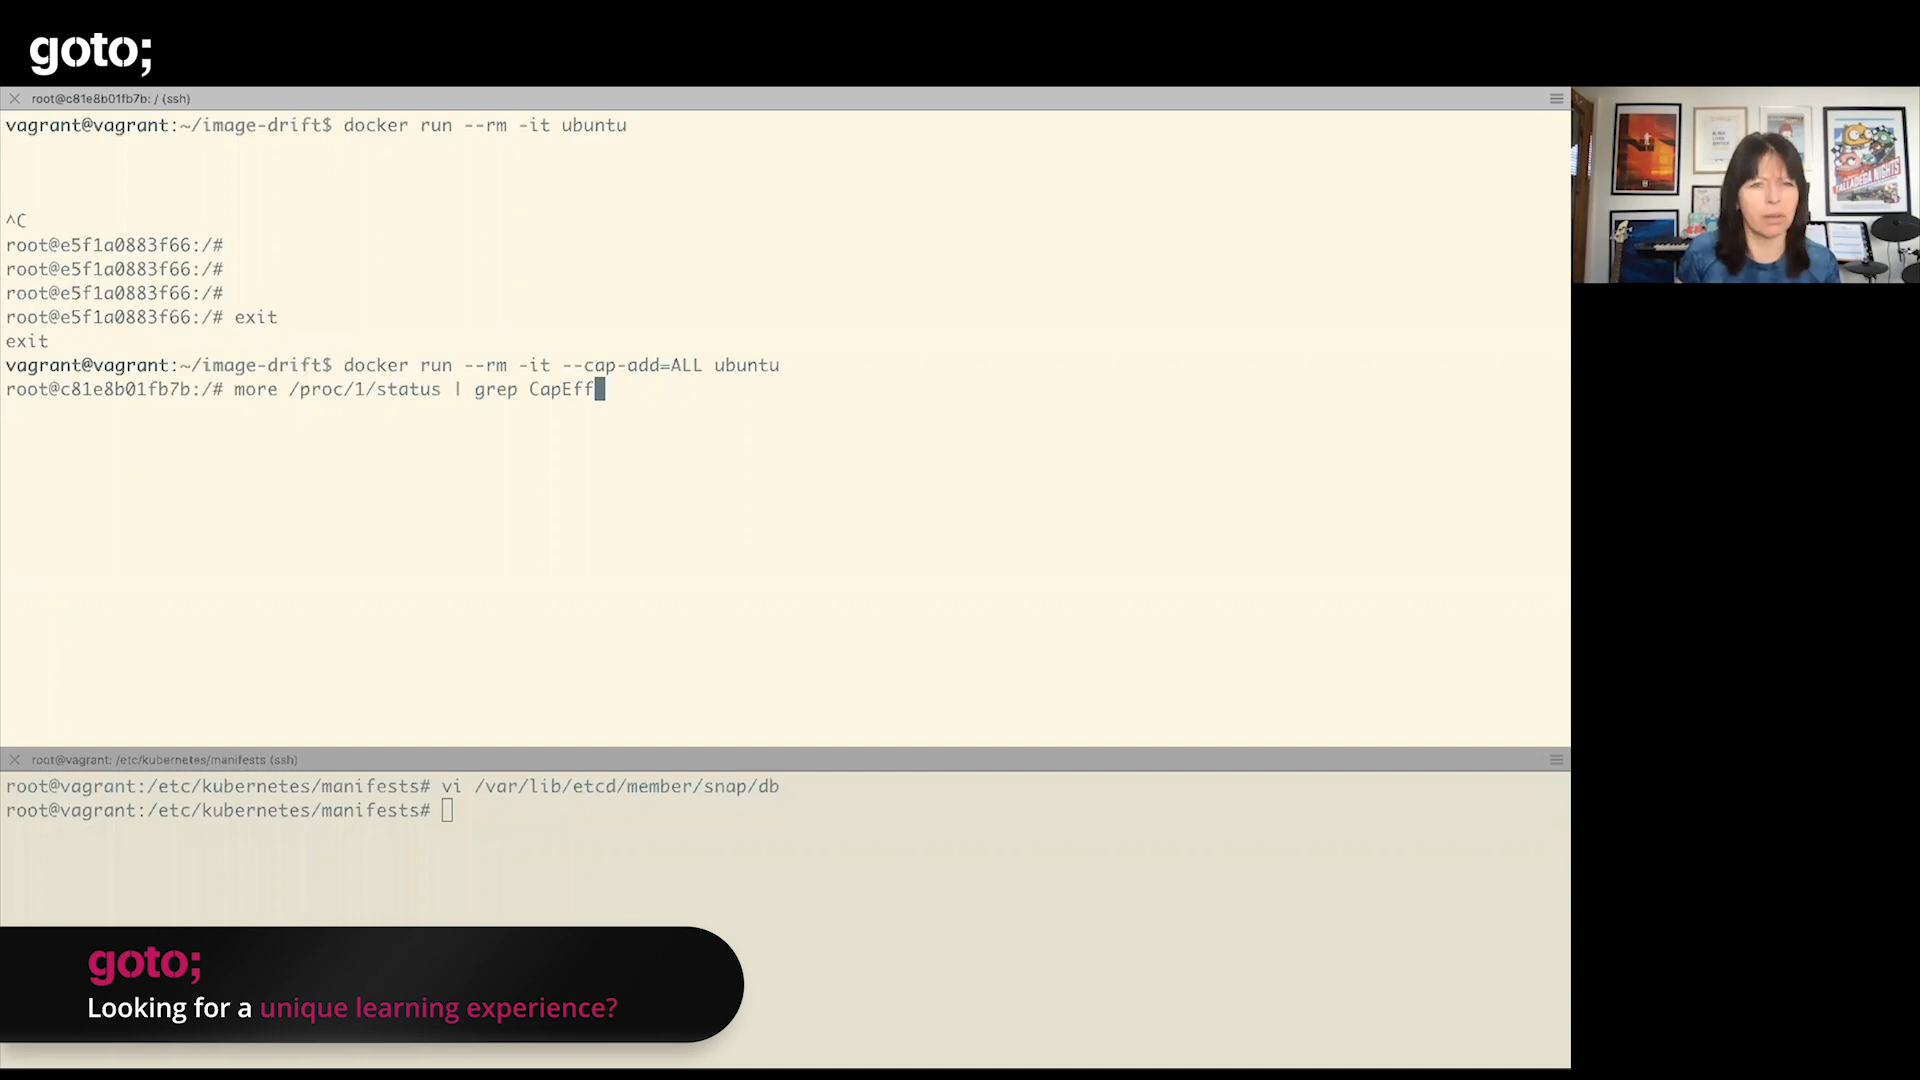 goto;
root@c81e8b01fb7b: / (ssh)
vagrant@vagrant:~/image-drift$ docker run --rm -it ubuntu
^C
root@e5f1a0883f66:/#
root@e5f1a0883f66:/#
root@e5f1a0883f66:/#
root@e5f1a0883f66:/# exit
exit
vagrant@vagrant:~/image-drift$ docker run --rm -it --cap-add=ALL ubuntu
root@c81e8b01fb7b:/# more /proc/1/status | grep CapEff
TALLADEGA NIGHTS
root@vagrant: /etc/kubernetes/manifests (ssh)
root@vagrant:/etc/kubernetes/manifests# vi /var/lib/etcd/member/snap/db
root@vagrant:/etc/kubernetes/manifests#
goto;
Looking for a unique learning experience?